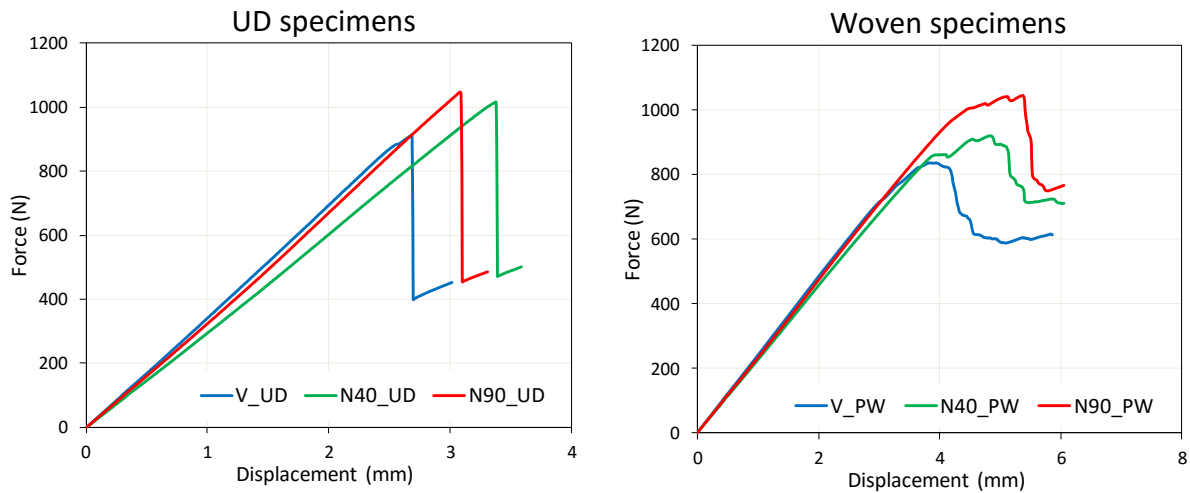 UD specimens
1200
1000
800
600
400
200
0
Force (N)
V_UD N40_UD N90_UD
0 1 2 3 4
Displacement (mm)
Woven specimens
1200
1000
800
600
400
200
0
Force (N)
V_PW N40_PW N90_PW
0 2 4 6 8
Displacement (mm)